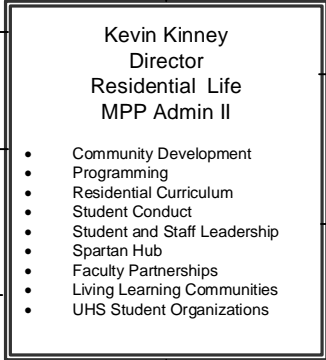 Kevin Kinney
Director
Residential Life
MPP Admin II
• Community Development
• Programming
• Residential Curriculum
• Student Conduct
• Student and Staff Leadership
• Spartan Hub
• Faculty Partnerships
• Living Learning Communities
• UHS Student Organizations